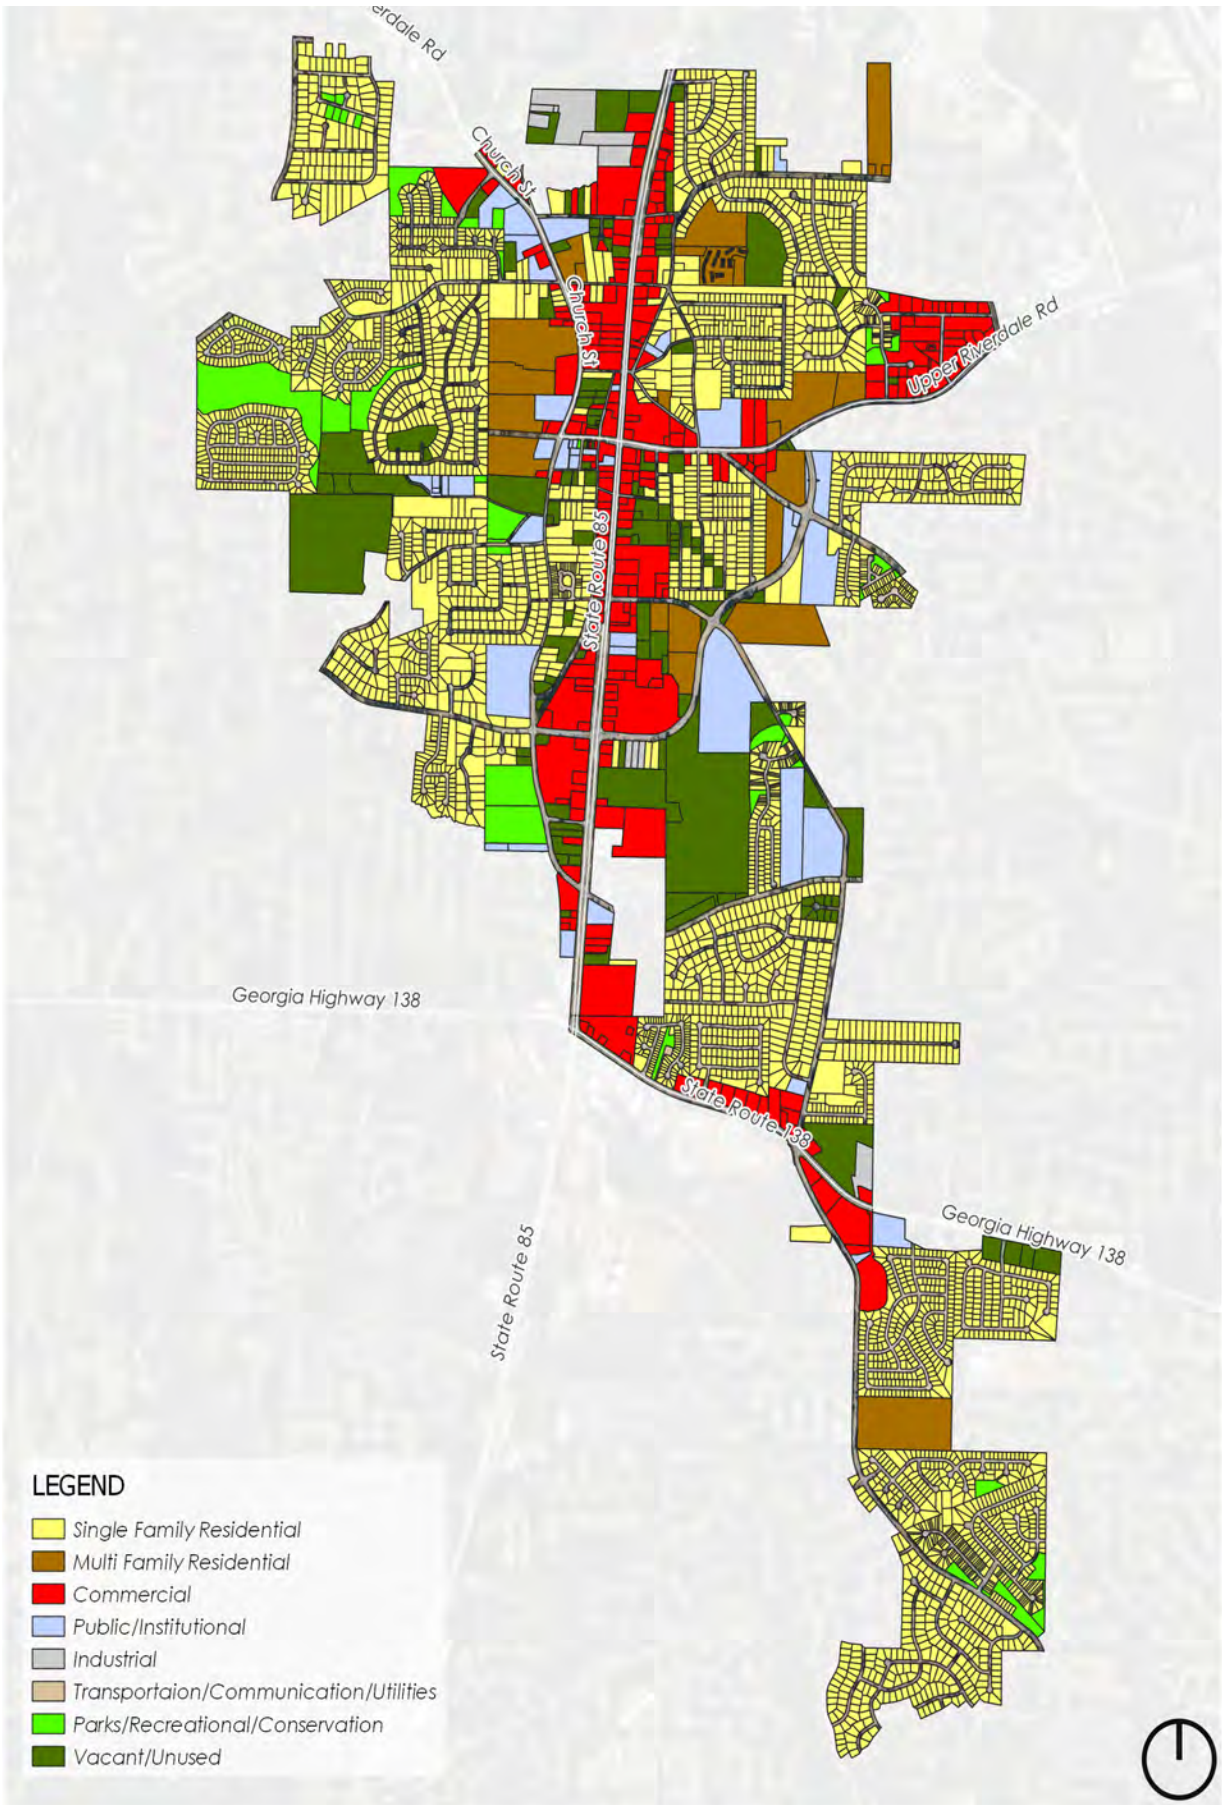 erdale Rd
Church St
Church St
Upper Riverdale Rd
State Route 85
Georgia Highway 138
State Route 138
Georgia Highway 138
State Route 85
LEGEND
Single Family Residential
Multi Family Residential
Commercial
Public/Institutional
Industrial
Transportaion/Communication/Utilities
Parks/Recreational/Conservation
Vacant/Unused